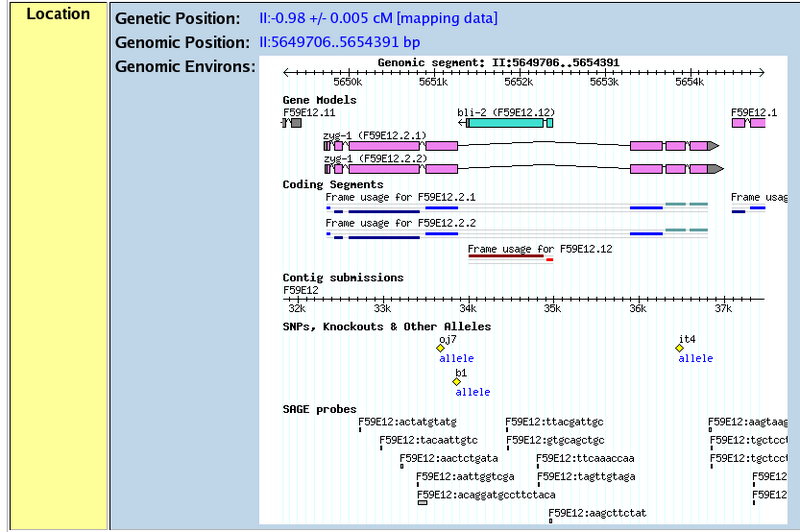 Location
Genetic Position: II:-0.98 +/- 0.005 cM [mapping data]
Genomic Position: II:5649706..5654391 bp
Genomic Environs:
Genomic segment: II:5649706..5654391
5650k 5651k 5652k 5653k 5654k
Gene Models
F59E12.11 bli-2 (F59E12.12) F59E12.1
zyg-1 (F59E12.2.1)
zyg-1 (F59E12.2.2)
Coding Segments
Frame usage for F59E12.2.1 Frame usag
Frame usage for F59E12.2.2
Frame usage for F59E12.12
Contig submissions
F59E12
32k 33k 34k 35k 36k 37k
SNPs, Knockouts & Other Alleles
oj7 it4
allele allele
b1
allele
SAGE probes
F59E12:actatgtatg F59E12:ttacgattgc F59E12:aagtaag
F59E12:tacaattgtc F59E12:gtgcagctgc F59E12:tgctcct
F59E12:aactctgata F59E12:ttcaaaccaa F59E12:tgctcct
F59E12:aattggtcga F59E12:tagttgtaga F59E12:
F59E12:acaggatgccttctaca F59E12:
F59E12:aagcttctat